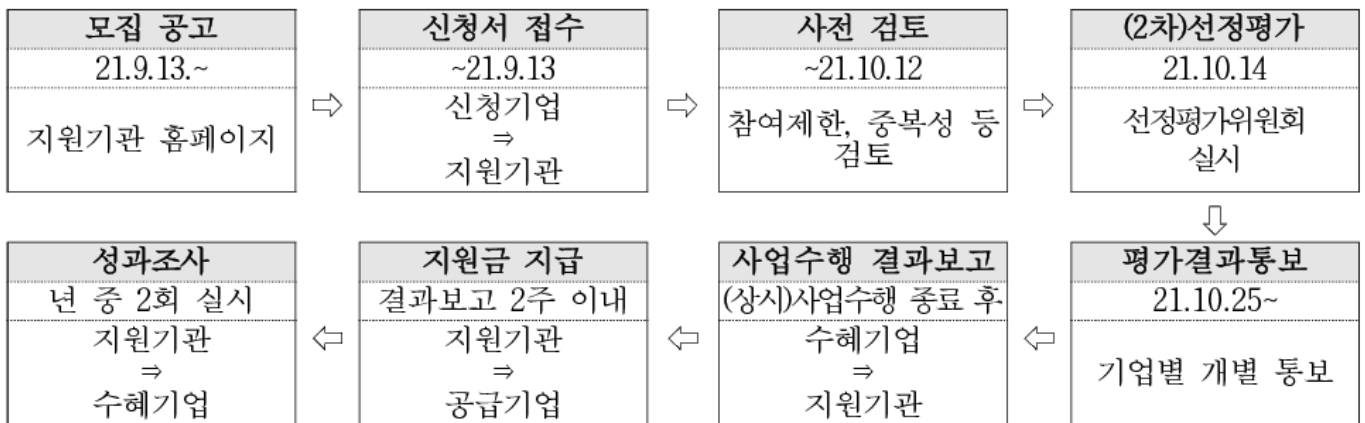 모집 공고
21.9.13.~
지원기관 홈페이지
⇨
신청서 접수
~21.9.13
신청기업
⇒
지원기관
⇨
사전 검토
~21.10.12
참여제한, 중복성 등
검토
⇨
(2차)선정평가
21.10.14
선정평가위원회
실시
⇩
평가결과통보
21.10.25~
기업별 개별 통보
⇦
사업수행 결과보고
(상시)사업수행 종료 후
수혜기업
⇒
지원기관
⇦
지원금 지급
결과보고 2주 이내
지원기관
⇒
공급기업
⇦
성과조사
년 중 2회 실시
지원기관
⇒
수혜기업